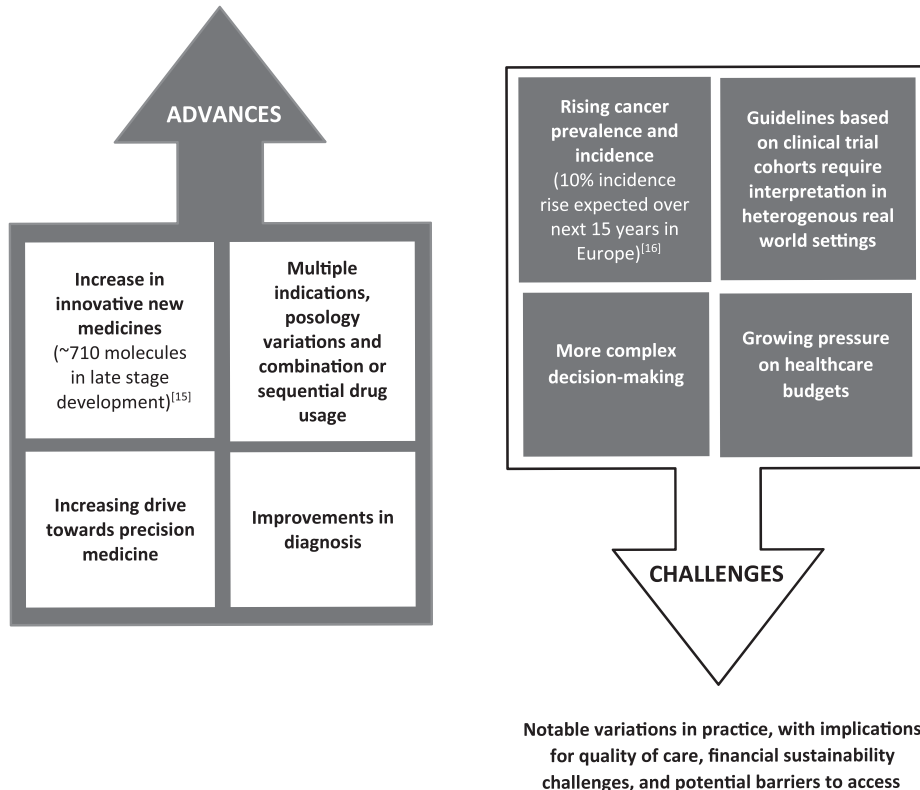 ADVANCES
Increase in
innovative new
medicines
(~710 molecules
in late stage
development)[15]
Multiple
indications,
posology
variations and
combination or
sequential drug
usage
Increasing drive
towards precision
medicine
Improvements in
diagnosis
Rising cancer
prevalence and
incidence
(10% incidence
rise expected over
next 15 years in
Europe)[16]
Guidelines based
on clinical trial
cohorts require
interpretation in
heterogenous real
world settings
More complex
decision-making
Growing pressure
on healthcare
budgets
CHALLENGES
Notable variations in practice, with implications
for quality of care, financial sustainability
challenges, and potential barriers to access